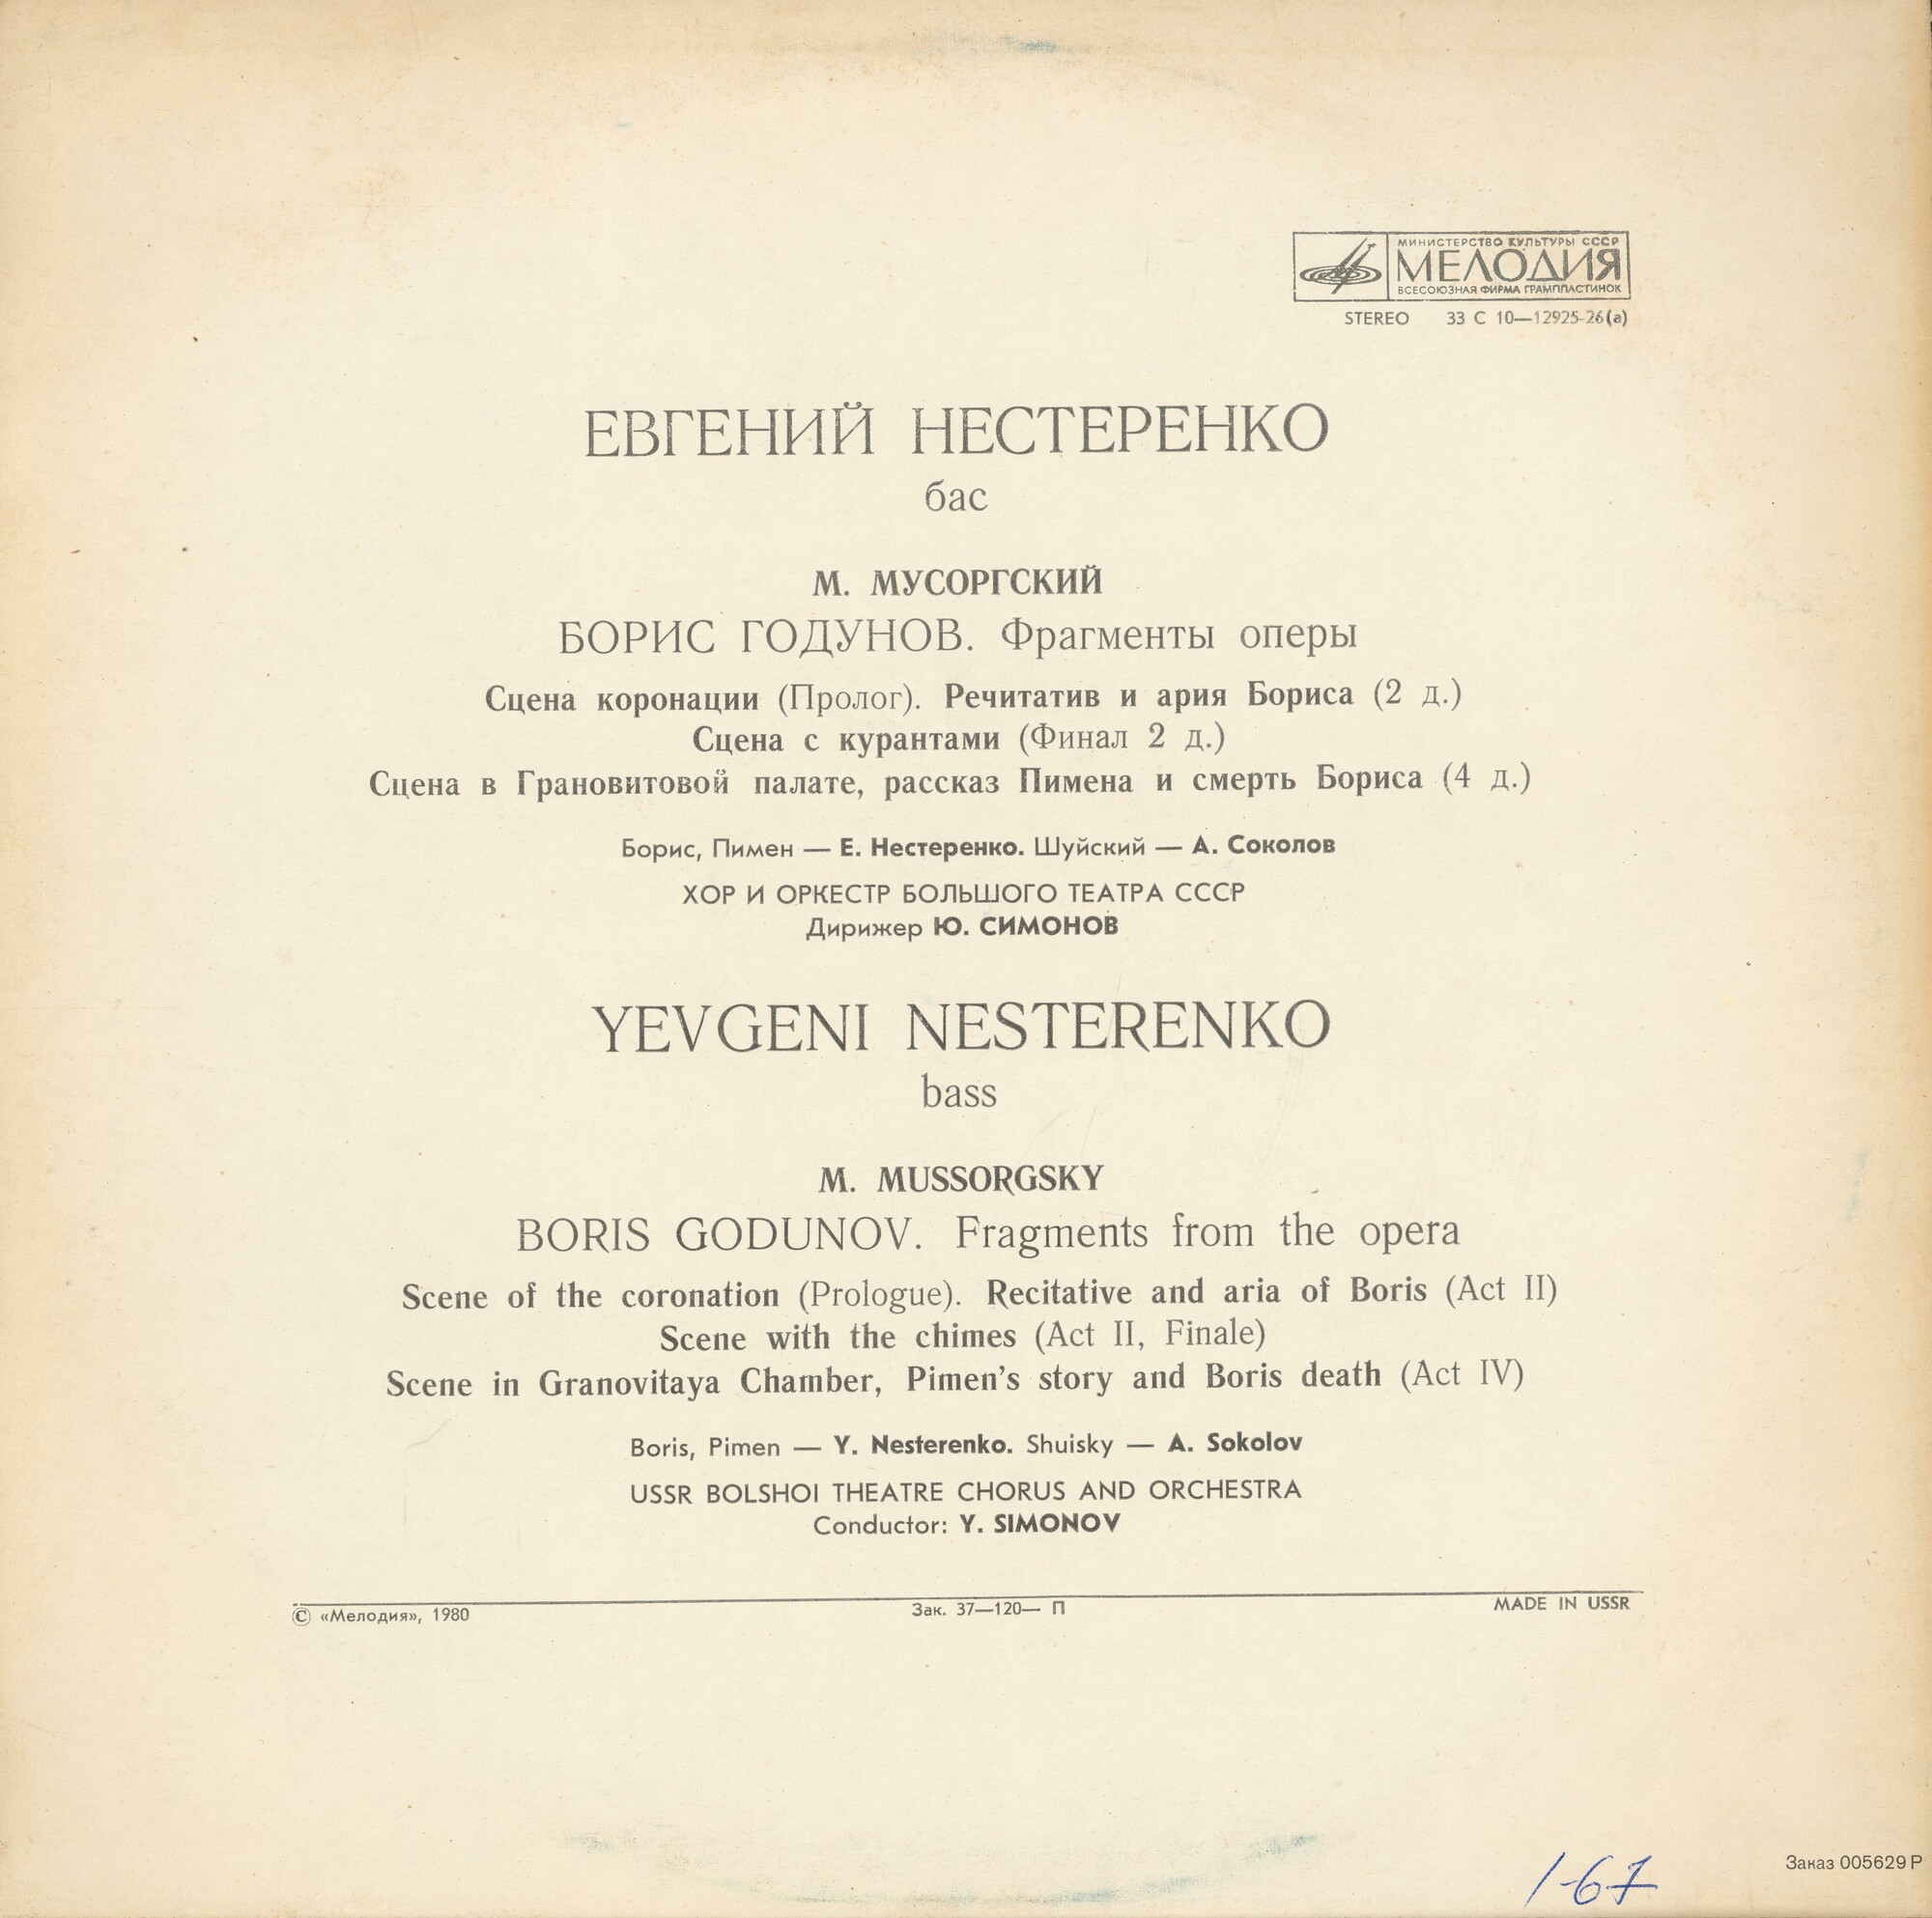 МИНИСТЕРСТВО КУЛЬТУРЫ СССР
МЕЛОДИЯ
ВСЕСОЮЗНАЯ ФИРМА ГРАМПЛАСТИНОК
STEREO 33 С 10—12925-26(а)
ЕВГЕНИЙ НЕСТЕРЕНКО
бас
М. МУСОРГСКИЙ
БОРИС ГОДУНОВ. Фрагменты оперы
Сцена коронации (Пролог). Речитатив и ария Бориса (2 д.)
Сцена с курантами (Финал 2 д.)
Сцена в Грановитовой палате, рассказ Пимена и смерть Бориса (4 д.)
Борис, Пимен — Е. Нестеренко. Шуйский — А. Соколов
ХОР И ОРКЕСТР БОЛЬШОГО ТЕАТРА СССР
Дирижер Ю. СИМОНОВ
YEVGENI NESTERENKO
bass
M. MUSSORGSKY
BORIS GODUNOV. Fragments from the opera
Scene of the coronation (Prologue). Recitative and aria of Boris (Act II)
Scene with the chimes (Act II, Finale)
Scene in Granovitaya Chamber, Pimen's story and Boris death (Act IV)
Boris, Pimen — Y. Nesterenko. Shuisky — A. Sokolov
USSR BOLSHOI THEATRE CHORUS AND ORCHESTRA
Conductor: Y. SIMONOV
© «Мелодия», 1980 Зак. 37—120— П MADE IN USSR
Заказ 005629 Р
1-67